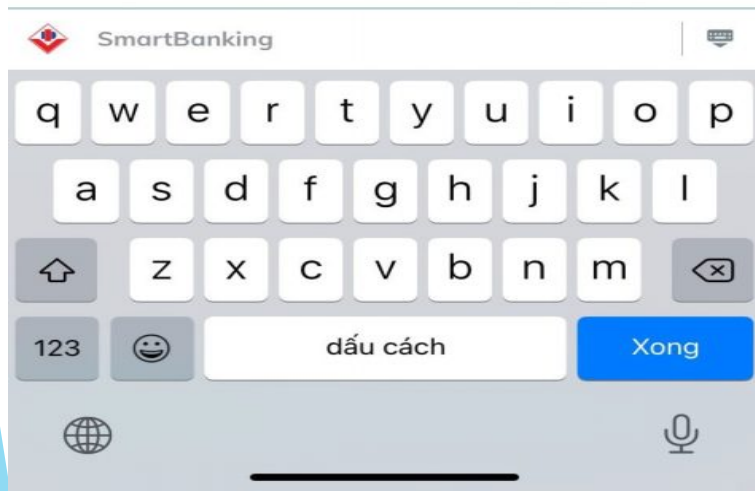 SmartBanking
q w e r t y u i o p
a s d f g h j k l
z x c v b n m
123 dấu cách Xong